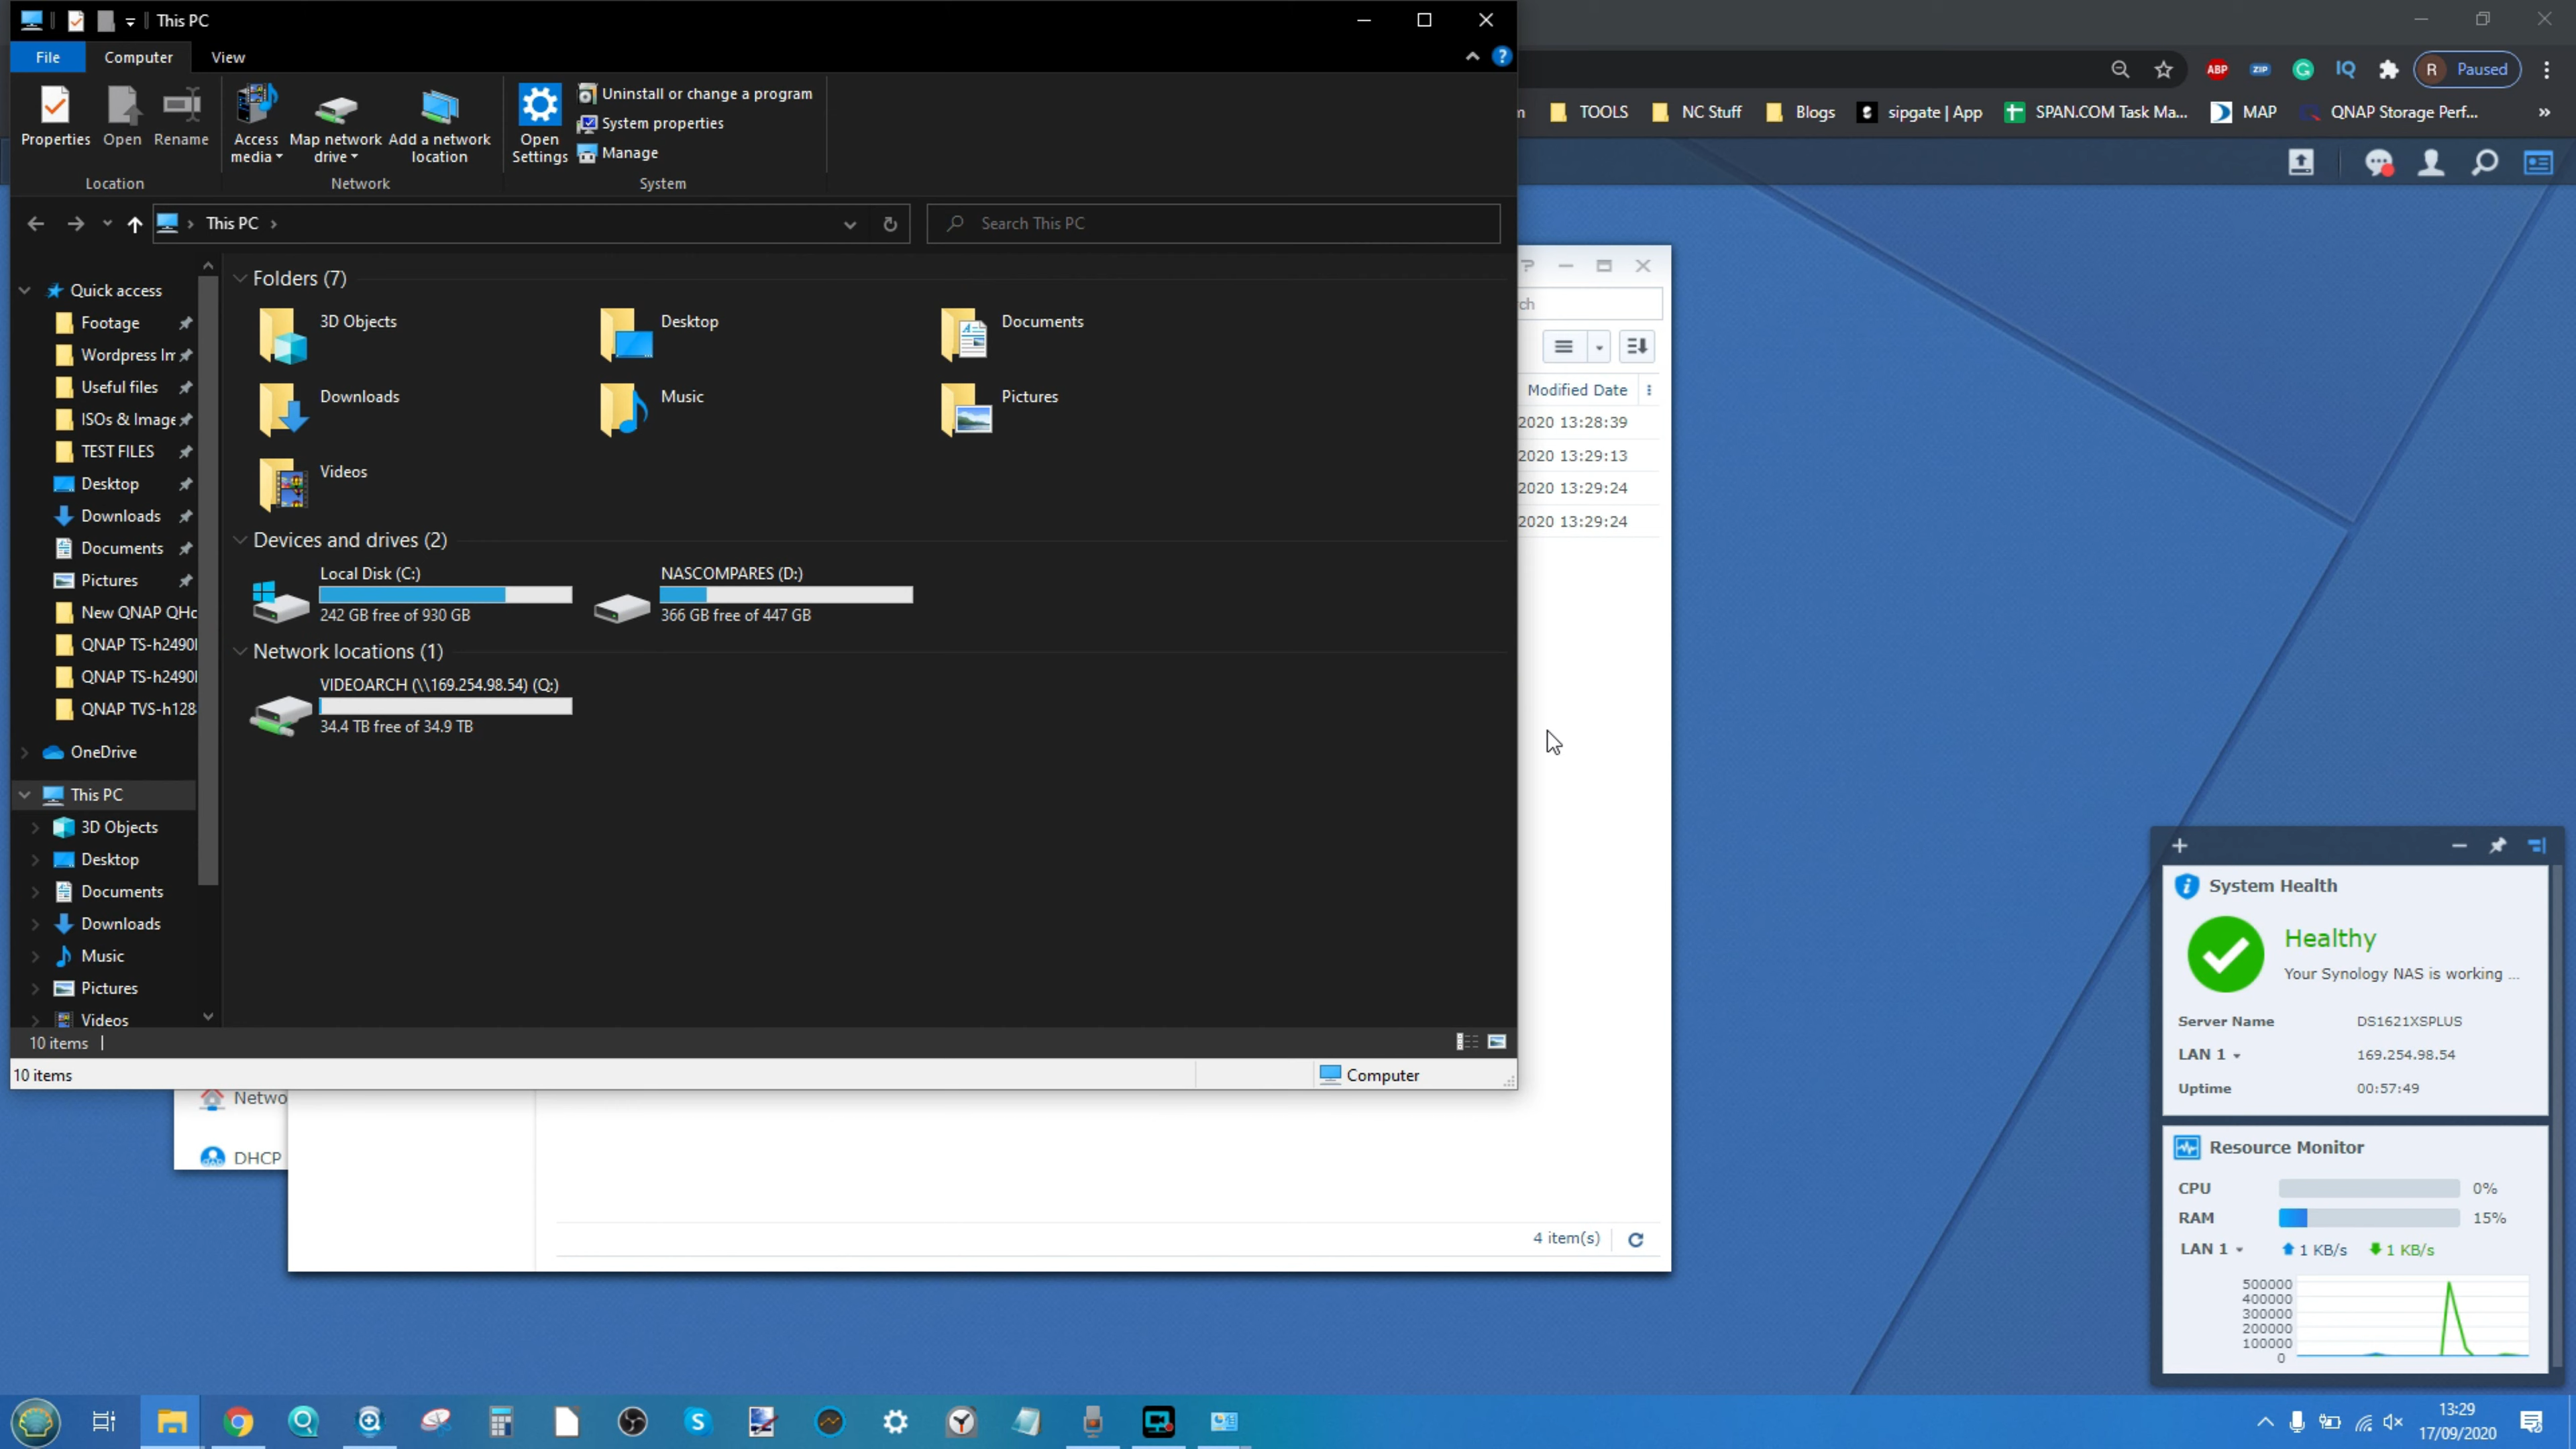 This PC
File Computer View
Properties Open Rename Access media Map network drive Add a network location Open Settings
Uninstall or change a program
System properties
Manage
Location Network System
This PC
Search This PC
Paused
TOOLS NC Stuff Blogs sipgate | App SPAN.COM Task Ma... MAP QNAP Storage Perf...
ABP ZIP IQ R
Quick access
Footage
Wordpress Im
Useful files
ISOs & Image
TEST FILES
Desktop
Downloads
Documents
Pictures
New QNAP QHo
QNAP TS-h2490
QNAP TS-h2490
QNAP TVS-h128
OneDrive
This PC
3D Objects
Desktop
Documents
Downloads
Music
Pictures
Videos
Folders (7)
3D Objects Desktop Documents
Downloads Music Pictures
Videos
Devices and drives (2)
Local Disk (C:)
242 GB free of 930 GB
NASCOMPARES (D:)
366 GB free of 447 GB
Network locations (1)
VIDEOARCH (\\169.254.98.54) (Q:)
34.4 TB free of 34.9 TB
10 items
10 items
Computer
ch
Modified Date
2020 13:28:39
2020 13:29:13
2020 13:29:24
2020 13:29:24
Netwo
DHCP
4 item(s)
System Health
Healthy
Your Synology NAS is working ...
Server Name DS1621XSPLUS
LAN 1 169.254.98.54
Uptime 00:57:49
Resource Monitor
CPU 0%
RAM 15%
LAN 1 1 KB/s 1 KB/s
500000
400000
300000
200000
100000
0
13:29
17/09/2020